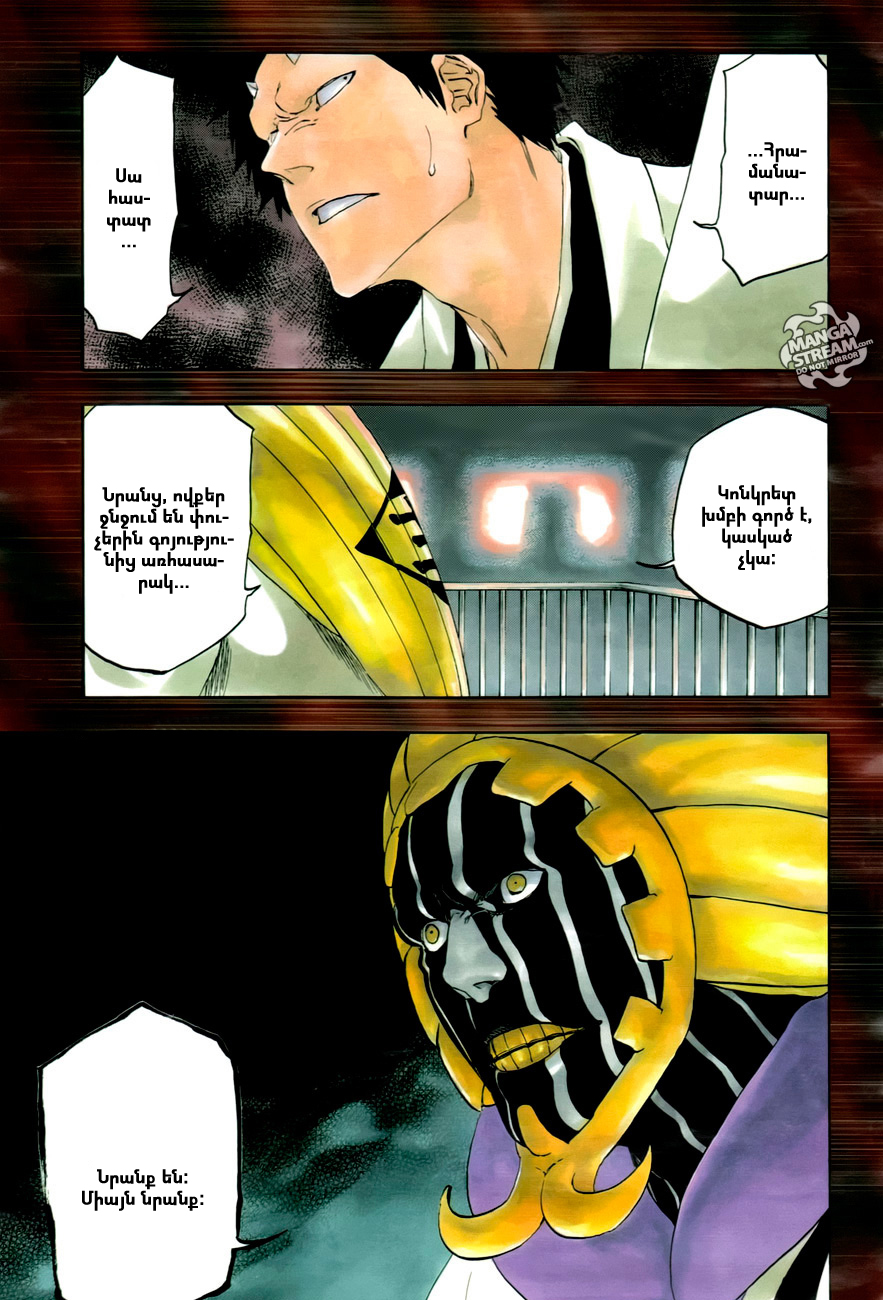 ...Հրա-
մանա-
տար...
Սա
հաս-
տատ
...
MANGA
STREAM.com
DO NOT MIRROR
Կոնկրետ
խմբի գործ է,
կասկած
չկա:
Նրանց, ովքեր
ջնջում են փու-
չերին գոյությու-
նից առհասա-
րակ...
Նրանք են:
Միայն նրանք: